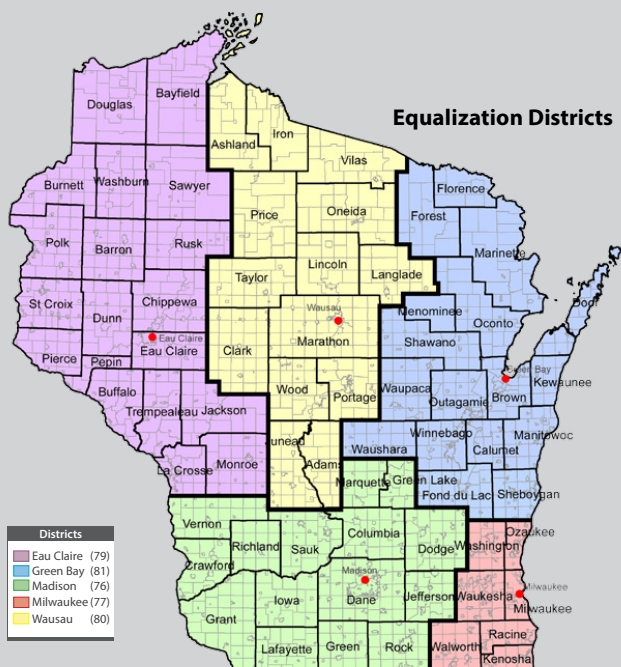 Equalization Districts
Bayfield
Douglas
Iron
Ashland
Vilas
Florence
Washburn
Burnett
Sawyer
Price
Oneida
Forest
Polk
Barron
Rusk
Marinette
Lincoln
Taylor
Langlade
St Croix
Chippewa
Door
Dunn
Wausau
Menominee
Oconto
Eau Claire
Marathon
Shawano
Eau Claire
Clark
Pierce
Pepin
Green Bay
Kewaunee
Buffalo
Wood
Portage
Waupaca
Outagamie
Brown
Trempealeau
Jackson
Winnebago
Manitowoc
Juneau
Waushara
Calumet
La Crosse
Monroe
Adams
Marquette
Green Lake
Fond du Lac
Sheboygan
Vernon
Columbia
Ozaukee
Richland
Sauk
Dodge
Washington
Crawford
Madison
Milwaukee
Iowa
Dane
Jefferson
Waukesha
Milwaukee
Grant
Lafayette
Green
Rock
Walworth
Racine
Kenosha
Districts
Eau Claire (79)
Green Bay (81)
Madison (76)
Milwaukee (77)
Wausau (80)